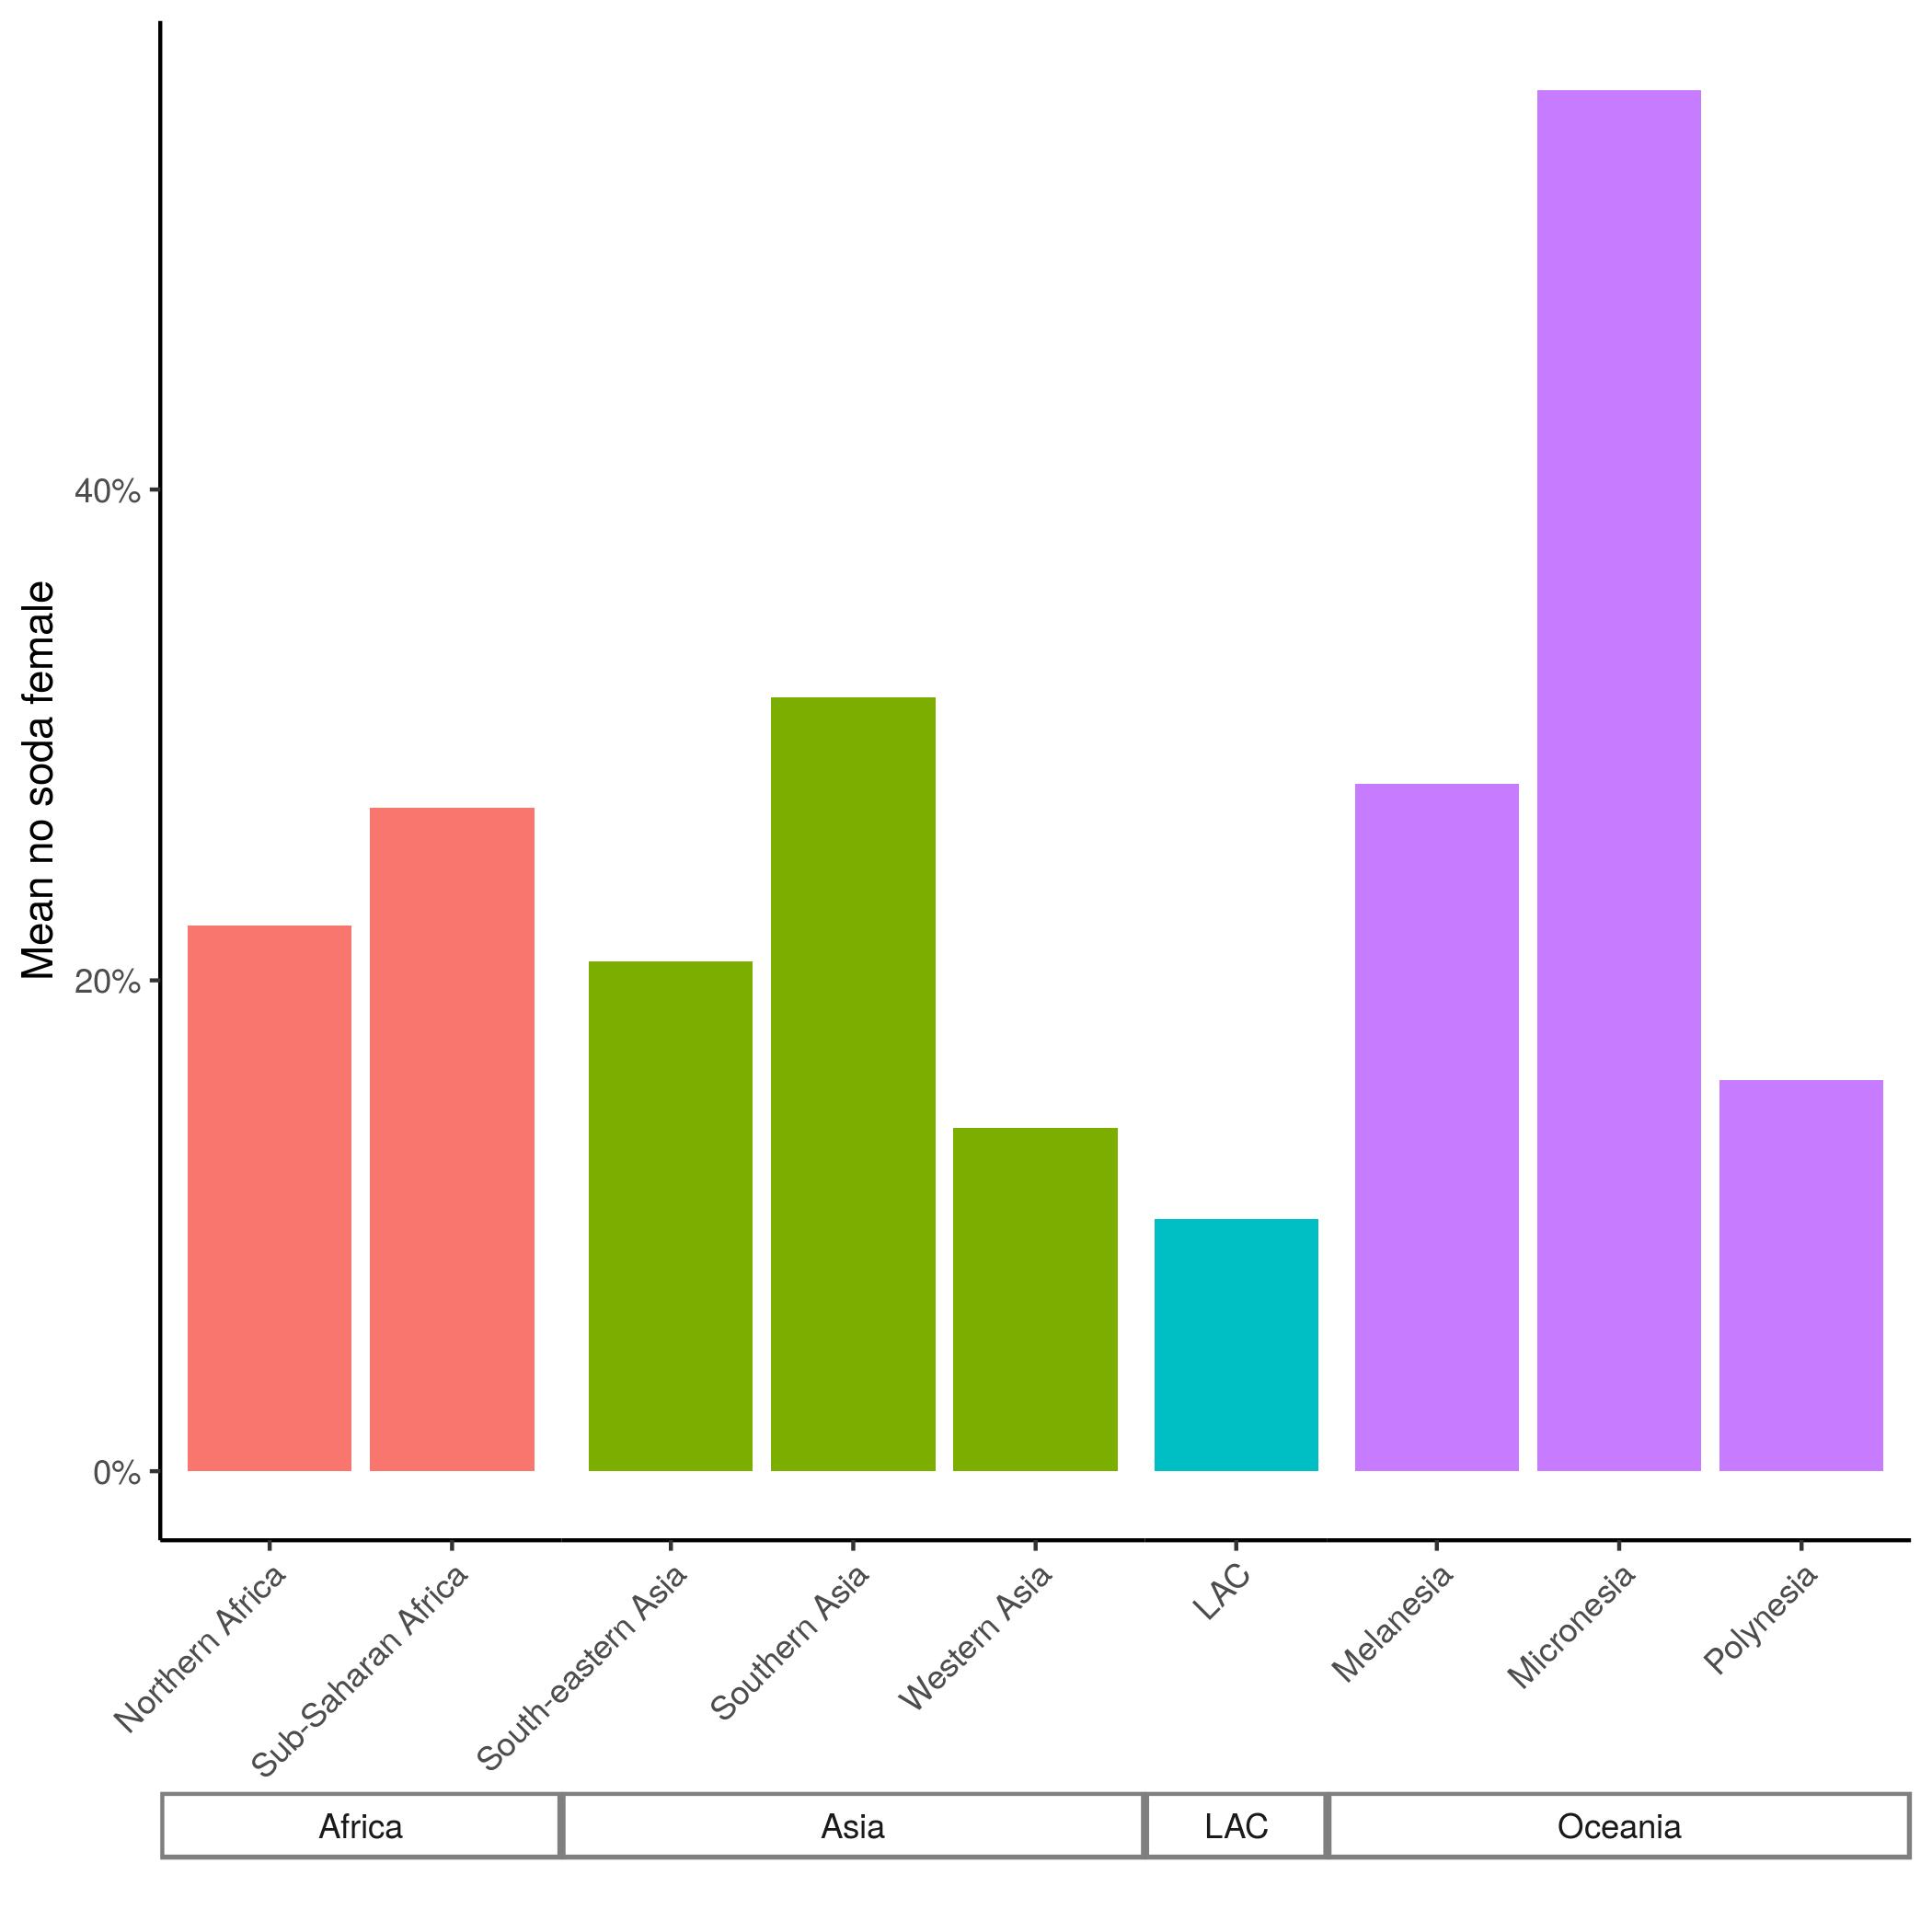 Mean no soda female
40%
20%
0%
Northern Africa
Sub-Saharan Africa
South-eastern Asia
Southern Asia
Western Asia
LAC
Melanesia
Micronesia
Polynesia
Africa
Asia
LAC
Oceania